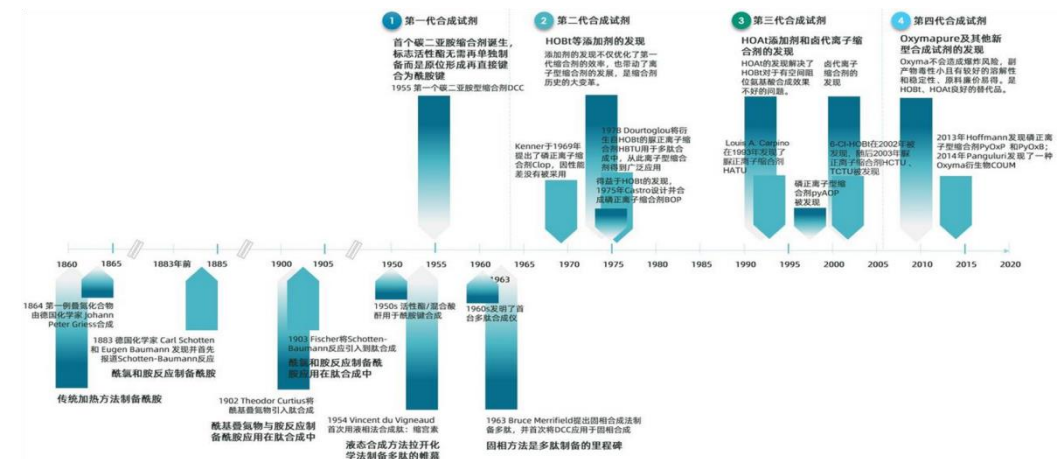 1 第一代合成试剂
首个碳二亚胺缩合剂诞生，
标志活性酯无需再单独制
备而是原位形成再直接键
合为酰胺键
1955 第一个碳二亚胺型缩合剂DCC
2 第二代合成试剂
HOBt等添加剂的发现
添加剂的发现不仅优化了第一
代缩合剂的效率，也带动了离
子型缩合剂的发展，是缩合剂
历史的大变革。
Kenner于1969年
提出了磷正离子缩
合剂Clop，因性能
差没有被采用
1978 Dourtoglou将衍
生自HOBt的脲正离子缩
合剂HBTU用于多肽合
成中，从此离子型缩合
剂得到广泛应用
得益于HOBt的发现，
1975年Castro设计并合
成磷正离子缩合剂BOP
3 第三代合成试剂
HOAt添加剂和卤代离子缩
合剂的发现
HOAt的发现解决了
HOBt对于有空间阻
位氨基酸合成效果
不好的问题。
卤代离子
缩合剂的
发现
Louis A. Carpino
在1993年发现了
脲正离子缩合剂
HATU
磷正离子型缩
合剂pyAOP
被发现
6-Cl-HOBt在2002年被
发现，随后2003年脲
正离子缩合剂HCTU、
TCTU被发现
4 第四代合成试剂
Oxymapure及其他新
型合成试剂的发现
Oxyma不会造成爆炸风险，副
产物毒性小且有较好的溶解性
和稳定性、原料廉价易得。是
HOBt、HOAt良好的替代品。
2013年Hoffmann发现磷正离
子型缩合剂PyOxP 和PyOxB；
2014年Panguluri发现了一种
Oxyma衍生物COUM
1860 1865 1883年前 1885 1900 1905 1950 1955 1960 1963 1965 1970 1975 1980 1985 1990 1995 2000 2005 2010 2015 2020
1864 第一例叠氮化合物
由德国化学家 Johann
Peter Griess合成
1883 德国化学家 Carl Schotten
和 Eugen Baumann 发现并首先
报道Schotten-Baumann反应
酰氯和胺反应制备酰胺
传统加热方法制备酰胺
1903 Fischer将Schotten-
Baumann反应引入到肽合成
酰氯和胺反应制备酰
胺应用在肽合成中
1902 Theodor Curtius将
酰基叠氮物引入肽合成
酰基叠氮物与胺反应制
备酰胺应用在肽合成中
1950s 活性酯/混合酸
酐用于酰胺键合成
1954 Vincent du Vigneaud
首次用液相法合成肽：缩宫素
液态合成方法拉开化
学法制备多肽的帷幕
1960s发明了首
台多肽合成仪
1963 Bruce Merrifield提出固相合成法制
备多肽，并首次将DCC应用于固相合成
固相方法是多肽制备的里程碑